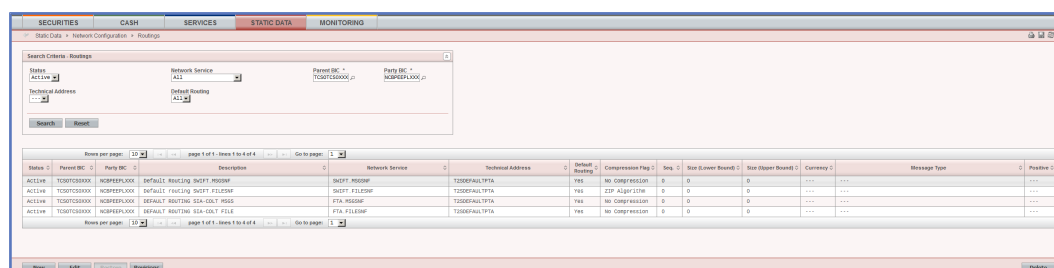 SECURITIES CASH SERVICES STATIC DATA MONITORING
Static Data Network Configuration Routings
Search Criteria - Routings
Status Network Service Parent BIC * Party BIC *
Active All TCSOTCSOXXX NCBPEEPLXXX
Technical Address Default Routing
--- All
Search Reset
Rows per page: 10 page 1 of 1 - lines 1 to 4 of 4 Go to page: 1
Status Parent BIC Party BIC Description Network Service Technical Address Default Routing Compression Flag Seq. Size (Lower Bound) Size (Upper Bound) Currency Message Type Positive
Active TCSOTCSOXXX NCBPEEPLXXX Default Routing SWIFT.MSGSNF SWIFT.MSGSNF T2SDEFAULTPTA Yes No Compression 0 0 0 --- --- ---
Active TCSOTCSOXXX NCBPEEPLXXX Default routing SWIFT.FILESNF SWIFT.FILESNF T2SDEFAULTPTA Yes ZIP Algorithm 0 0 0 --- --- ---
Active TCSOTCSOXXX NCBPEEPLXXX DEFAULT ROUTING SIA-COLT MSGS FTA.MSGSNF T2SDEFAULTPTA Yes No Compression 0 0 0 --- --- ---
Active TCSOTCSOXXX NCBPEEPLXXX DEFAULT ROUTING SIA-COLT FILE FTA.FILESNF T2SDEFAULTPTA Yes No Compression 0 0 0 --- --- ---
Rows per page: 10 page 1 of 1 - lines 1 to 4 of 4 Go to page: 1
New Edit Restore Revisions Delete